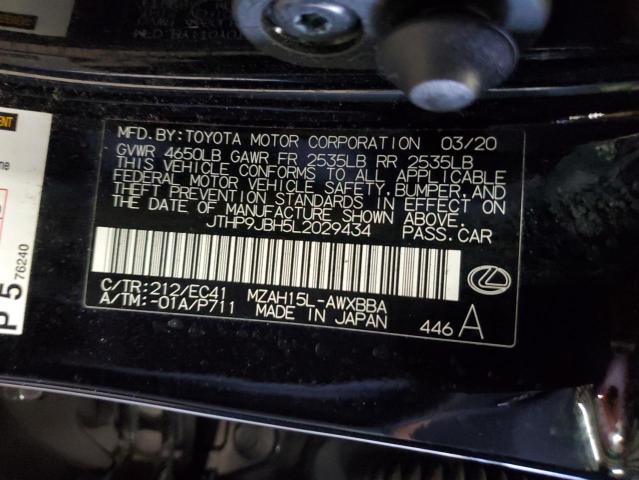 MFD. BY: TOYOTA MOTOR CORPORATION 03/20
GVWR 4650LB GAWR FR 2535LB RR 2535LB
THIS VEHICLE CONFORMS TO ALL APPLICABLE
FEDERAL MOTOR VEHICLE SAFETY, BUMPER, AND
THEFT PREVENTION STANDARDS IN EFFECT ON
THE DATE OF MANUFACTURE SHOWN ABOVE.
JTHP9JBH5L2029434 PASS. CAR
C/TR: 212/EC41 MZAH15L-AWXBBA
A/TM: -01A/P711 MADE IN JAPAN
446 A
P 5
76240